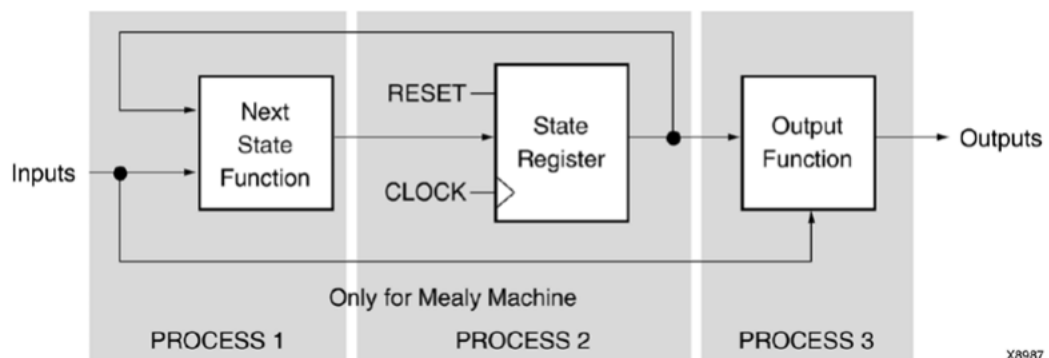 Inputs
Next
State
Function
RESET
CLOCK
State
Register
Output
Function
Outputs
Only for Mealy Machine
PROCESS 1
PROCESS 2
PROCESS 3
X8987